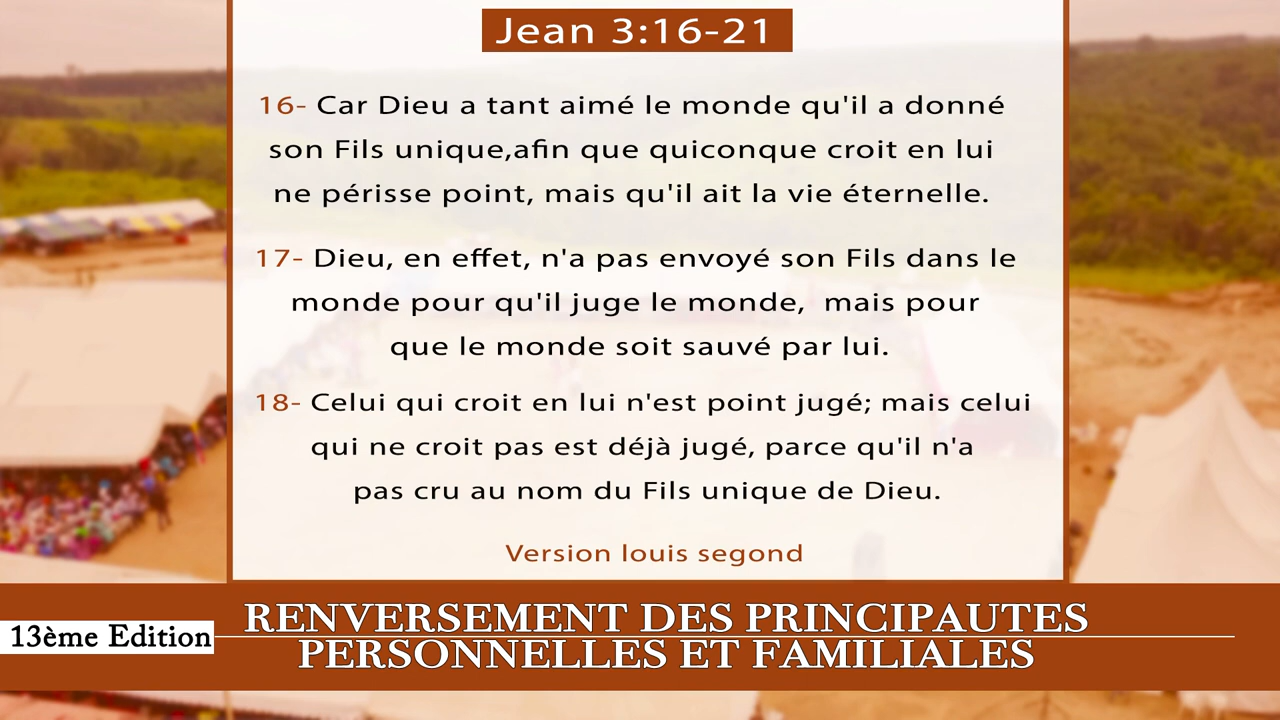 Jean 3:16-21
16- Car Dieu a tant aimé le monde qu'il a donné
son Fils unique,afin que quiconque croit en lui
ne périsse point, mais qu'il ait la vie éternelle.
17- Dieu, en effet, n'a pas envoyé son Fils dans le
monde pour qu'il juge le monde,  mais pour
que le monde soit sauvé par lui.
18- Celui qui croit en lui n'est point jugé; mais celui
qui ne croit pas est déjà jugé, parce qu'il n'a
pas cru au nom du Fils unique de Dieu.
Version louis segond
13ème Edition
RENVERSEMENT DES PRINCIPAUTES
PERSONNELLES ET FAMILIALES